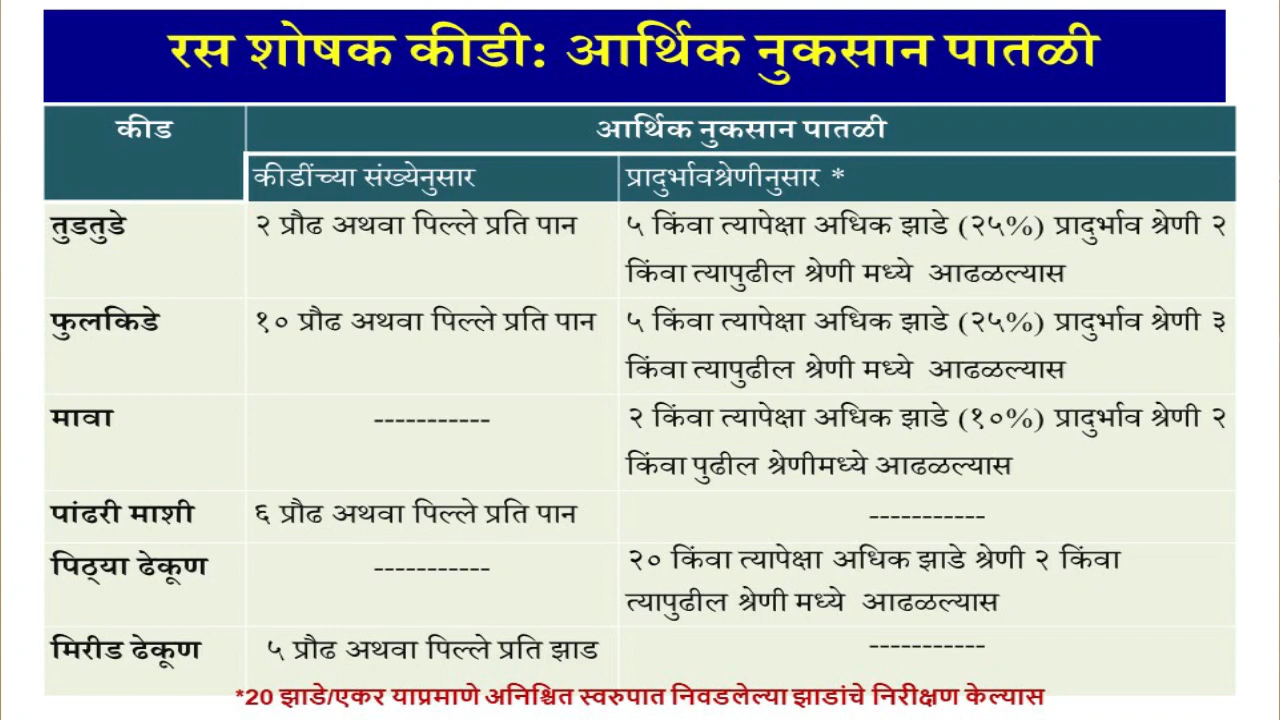 रस शोषक कीडी: आर्थिक नुकसान पातळी
कीड
आर्थिक नुकसान पातळी
कीडींच्या संख्येनुसार
प्रादुर्भावश्रेणीनुसार *
तुडतुडे
२ प्रौढ अथवा पिल्ले प्रति पान
५ किंवा त्यापेक्षा अधिक झाडे (२५%) प्रादुर्भाव श्रेणी २
किंवा त्यापुढील श्रेणी मध्ये आढळल्यास
फुलकिडे
१० प्रौढ अथवा पिल्ले प्रति पान
५ किंवा त्यापेक्षा अधिक झाडे (२५%) प्रादुर्भाव श्रेणी ३
किंवा त्यापुढील श्रेणी मध्ये आढळल्यास
मावा
-----------
२ किंवा त्यापेक्षा अधिक झाडे (१०%) प्रादुर्भाव श्रेणी २
किंवा पुढील श्रेणीमध्ये आढळल्यास
पांढरी माशी
६ प्रौढ अथवा पिल्ले प्रति पान
-----------
पिठ्या ढेकूण
-----------
२० किंवा त्यापेक्षा अधिक झाडे श्रेणी २ किंवा
त्यापुढील श्रेणी मध्ये आढळल्यास
मिरीड ढेकूण
५ प्रौढ अथवा पिल्ले प्रति झाड
-----------
*20 झाडे/एकर याप्रमाणे अनिश्चित स्वरुपात निवडलेल्या झाडांचे निरीक्षण केल्यास